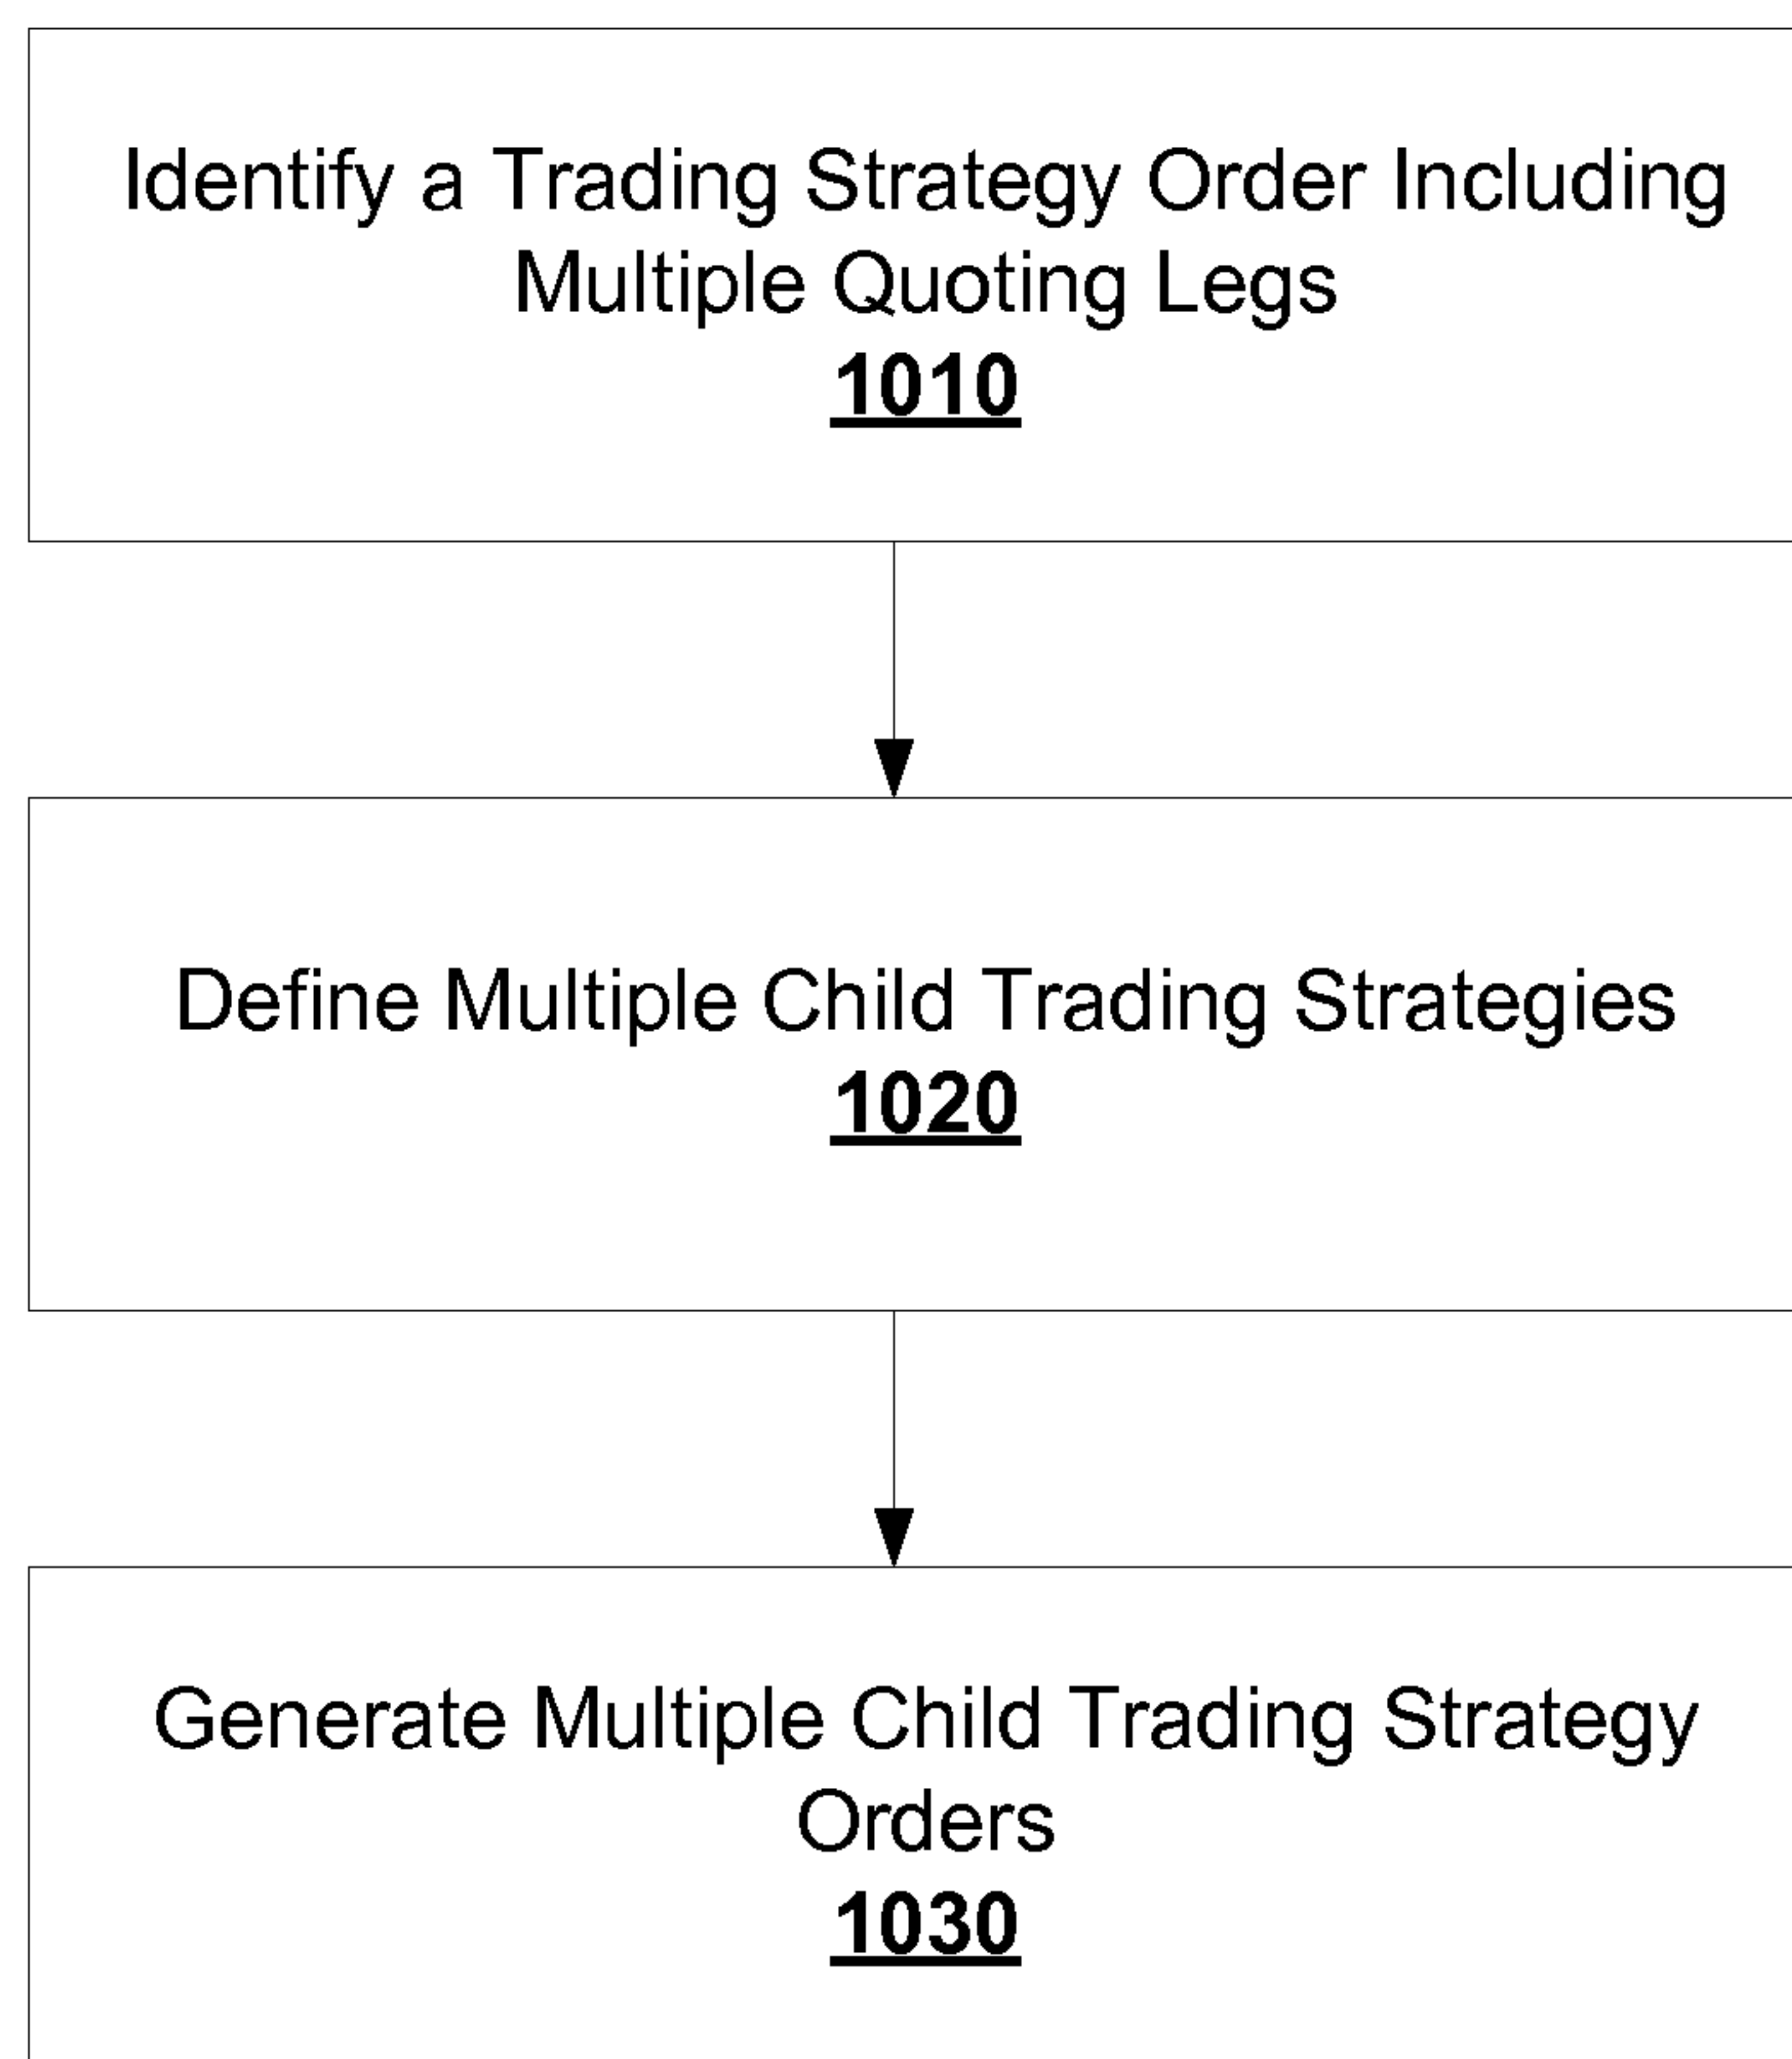 Identify a Trading Strategy Order Including
Multiple Quoting Legs
1010
Define Multiple Child Trading Strategies
1020
Generate Multiple Child Trading Strategy
Orders
1030